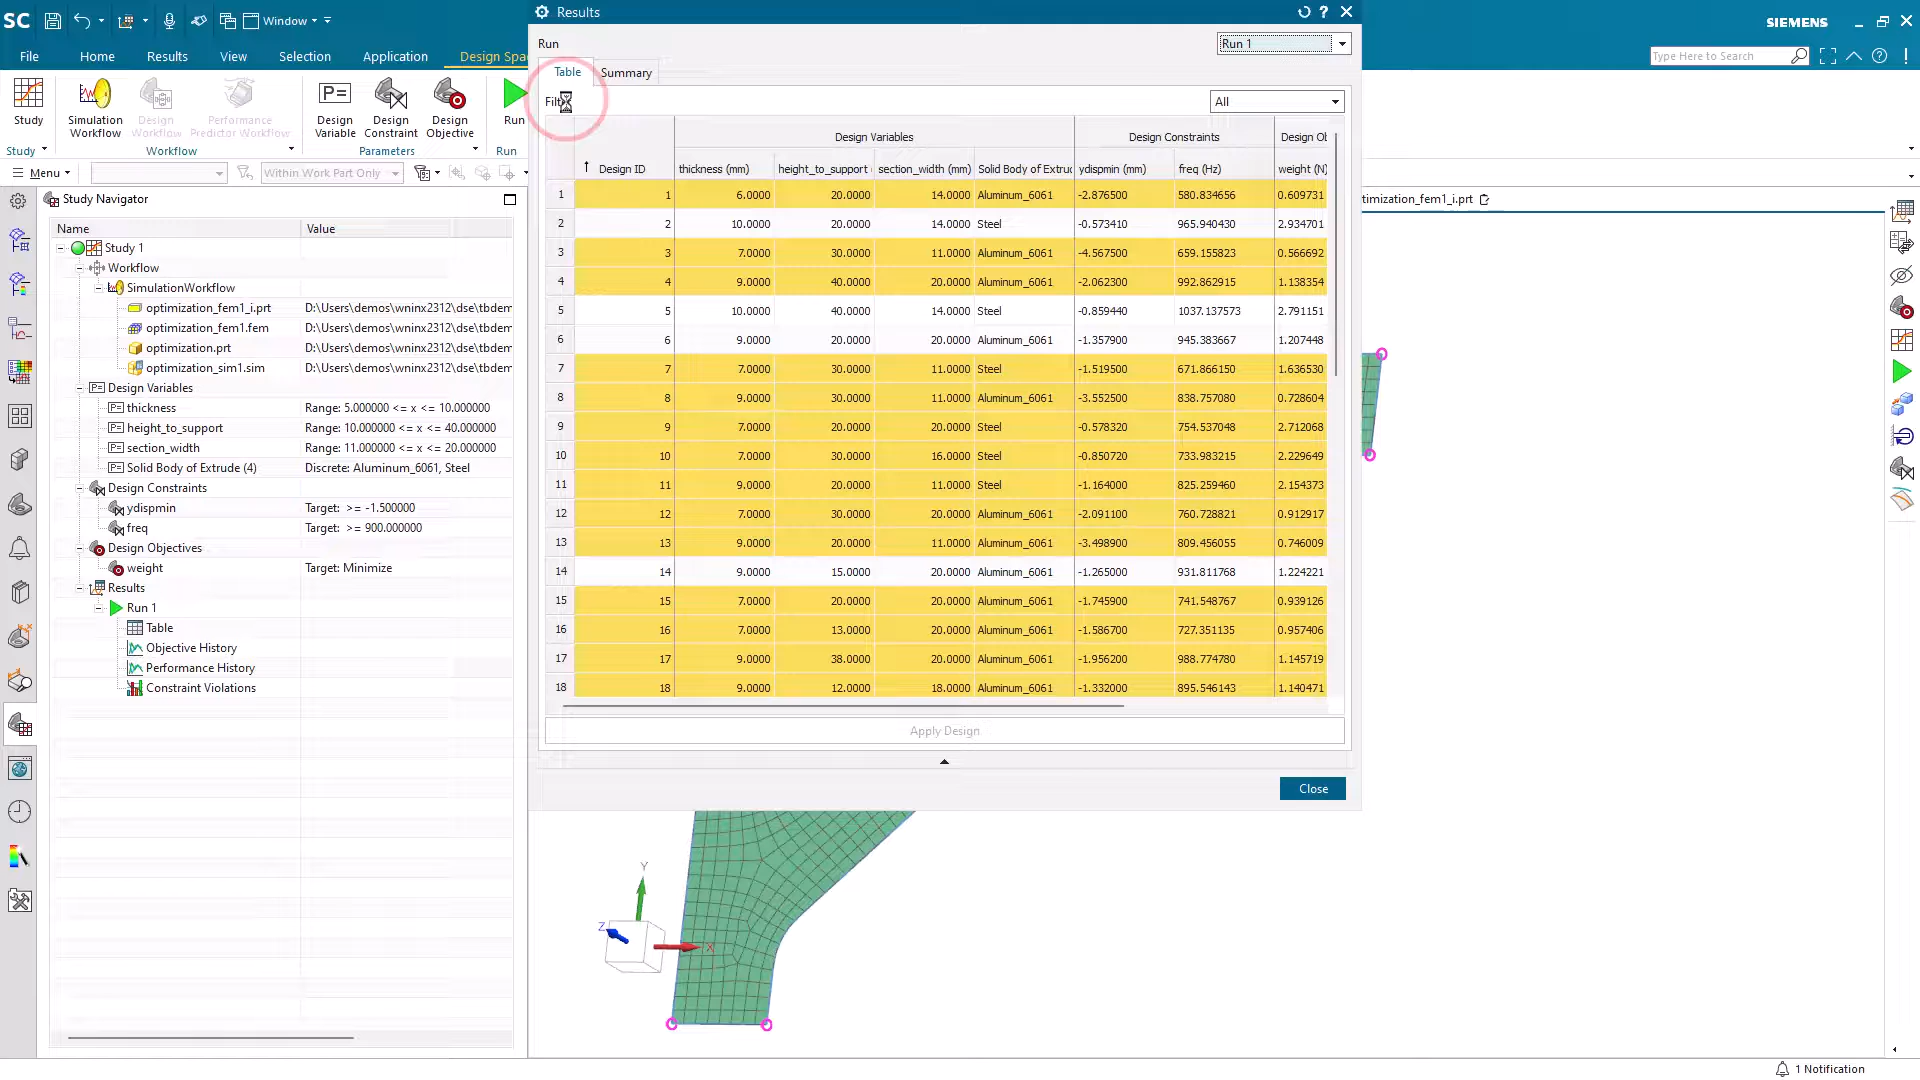 SC
Window
Results
SIEMENS
File
Home
Results
View
Selection
Application
Design Spa
Type Here to Search
Study
Simulation Workflow
Design Workflow
Performance Predictor Workflow
Design Variable
Design Constraint
Design Objective
Run
Study
Workflow
Parameters
Run
Menu
Within Work Part Only
Run
Run 1
Table
Summary
Filt
All
Study Navigator
timization_fem1_i.prt
Name Value
Study 1
Workflow
SimulationWorkflow
optimization_fem1_i.prt D:\Users\demos\wninx2312\dse\tbdem
optimization_fem1.fem D:\Users\demos\wninx2312\dse\tbdem
optimization.prt D:\Users\demos\wninx2312\dse\tbdem
optimization_sim1.sim D:\Users\demos\wninx2312\dse\tbdem
Design Variables
thickness Range: 5.000000 <= x <= 10.000000
height_to_support Range: 10.000000 <= x <= 40.000000
section_width Range: 11.000000 <= x <= 20.000000
Solid Body of Extrude (4) Discrete: Aluminum_6061, Steel
Design Constraints
ydispmin Target: >= -1.500000
freq Target: >= 900.000000
Design Objectives
weight Target: Minimize
Results
Run 1
Table
Objective History
Performance History
Constraint Violations
Design Variables Design Constraints Design Ob
Design ID thickness (mm) height_to_support section_width (mm) Solid Body of Extruc ydispmin (mm) freq (Hz) weight (N)
1 1 6.0000 20.0000 14.0000 Aluminum_6061 -2.876500 580.834656 0.609731
2 2 10.0000 20.0000 14.0000 Steel -0.573410 965.940430 2.934701
3 3 7.0000 30.0000 11.0000 Aluminum_6061 -4.567500 659.155823 0.566692
4 4 9.0000 40.0000 20.0000 Aluminum_6061 -2.062300 992.862915 1.138354
5 5 10.0000 40.0000 14.0000 Steel -0.859440 1037.137573 2.791151
6 6 9.0000 20.0000 20.0000 Aluminum_6061 -1.357900 945.383667 1.207448
7 7 7.0000 30.0000 11.0000 Steel -1.519500 671.866150 1.636530
8 8 9.0000 30.0000 11.0000 Aluminum_6061 -3.552500 838.757080 0.728604
9 9 7.0000 20.0000 20.0000 Steel -0.578320 754.537048 2.712068
10 10 7.0000 30.0000 16.0000 Steel -0.850720 733.983215 2.229649
11 11 9.0000 20.0000 11.0000 Steel -1.164000 825.259460 2.154373
12 12 7.0000 30.0000 20.0000 Aluminum_6061 -2.091100 760.728821 0.912917
13 13 9.0000 20.0000 11.0000 Aluminum_6061 -3.498900 809.456055 0.746009
14 14 9.0000 15.0000 20.0000 Aluminum_6061 -1.265000 931.811768 1.224221
15 15 7.0000 20.0000 20.0000 Aluminum_6061 -1.745900 741.548767 0.939126
16 16 7.0000 13.0000 20.0000 Aluminum_6061 -1.586700 727.351135 0.957406
17 17 9.0000 38.0000 20.0000 Aluminum_6061 -1.956200 988.774780 1.145719
18 18 9.0000 12.0000 18.0000 Aluminum_6061 -1.332000 895.546143 1.140471
Apply Design
Close
Y
Z
X
1 Notification